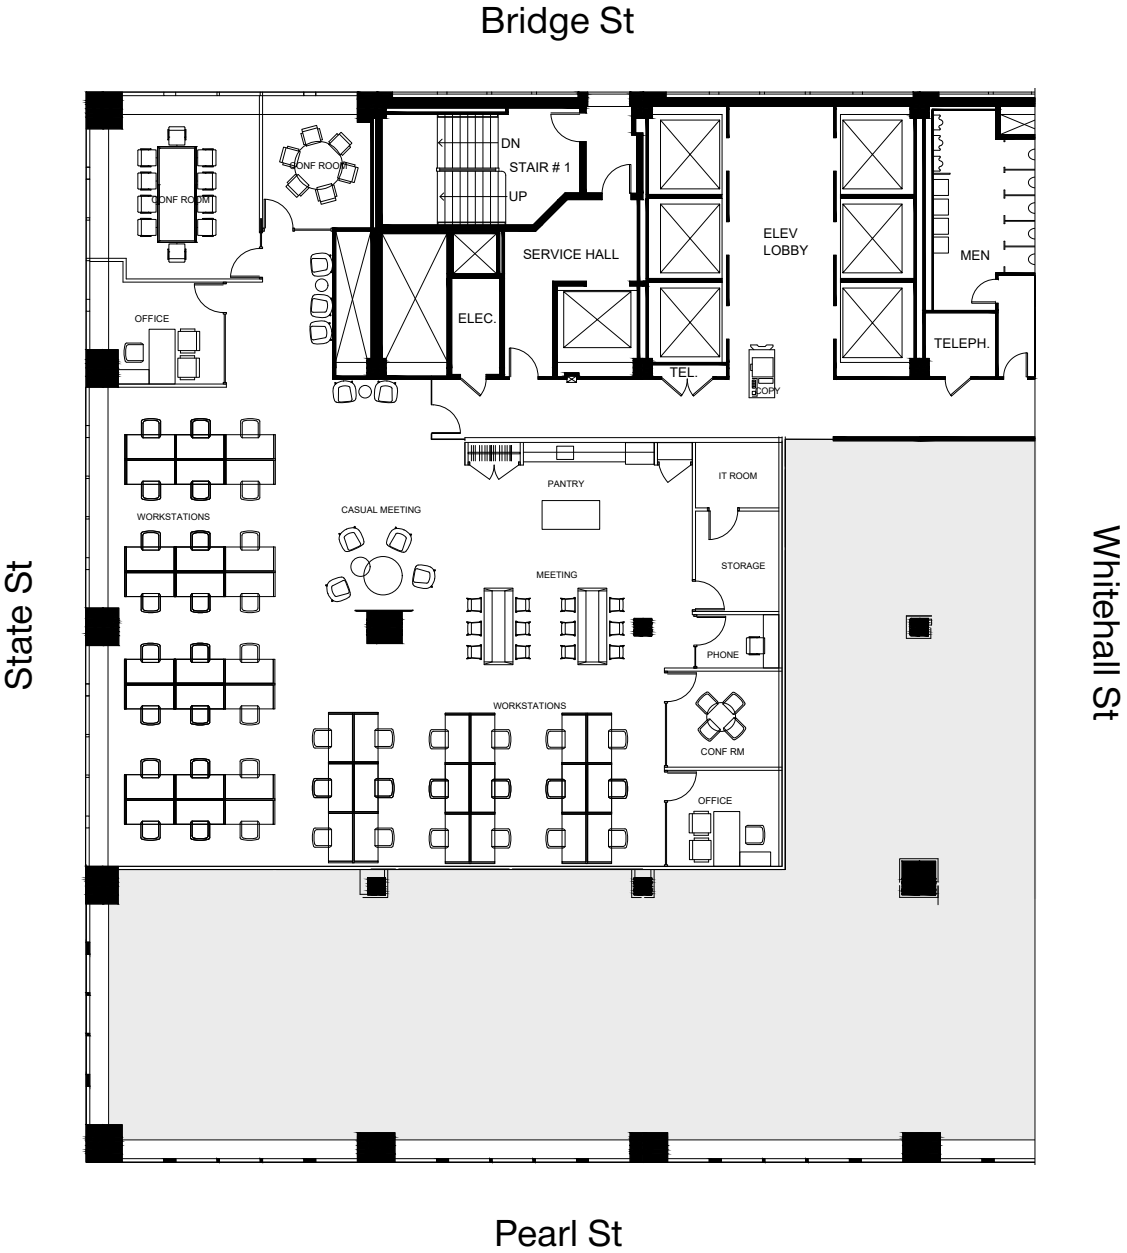 Bridge St
DN
STAIR # 1
UP
CONF ROOM
CONF ROOM
ELEV
LOBBY
SERVICE HALL
MEN
OFFICE
ELEC.
TELEPH.
TEL.
COPY
IT ROOM
PANTRY
CASUAL MEETING
WORKSTATIONS
STORAGE
MEETING
State St
Whitehall St
PHONE
WORKSTATIONS
CONF RM
OFFICE
Pearl St